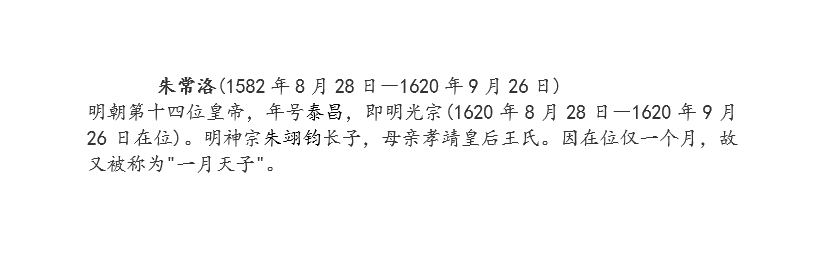 朱常洛(1582 年 8 月 28 日—1620 年 9 月 26 日)
明朝第十四位皇帝，年号泰昌，即明光宗(1620 年 8 月 28 日—1620 年 9 月
26 日在位)。明神宗朱翊钧长子，母亲孝靖皇后王氏。因在位仅一个月，故
又被称为"一月天子"。